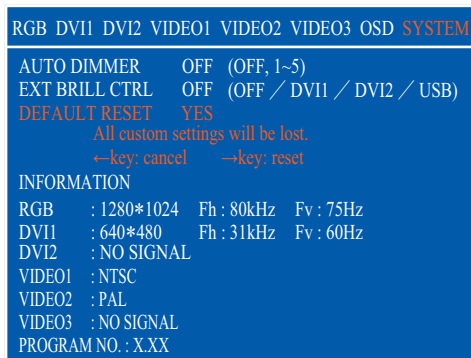 RGB DVI1 DVI2 VIDEO1 VIDEO2 VIDEO3 OSD SYSTEM
AUTO DIMMER OFF (OFF, 1~5)
EXT BRILL CTRL OFF (OFF / DVI1 / DVI2 / USB)
DEFAULT RESET YES
All custom settings will be lost.
←key: cancel →key: reset
INFORMATION
RGB : 1280*1024 Fh : 80kHz Fv : 75Hz
DVI1 : 640*480 Fh : 31kHz Fv : 60Hz
DVI2 : NO SIGNAL
VIDEO1 : NTSC
VIDEO2 : PAL
VIDEO3 : NO SIGNAL
PROGRAM NO. : X.XX